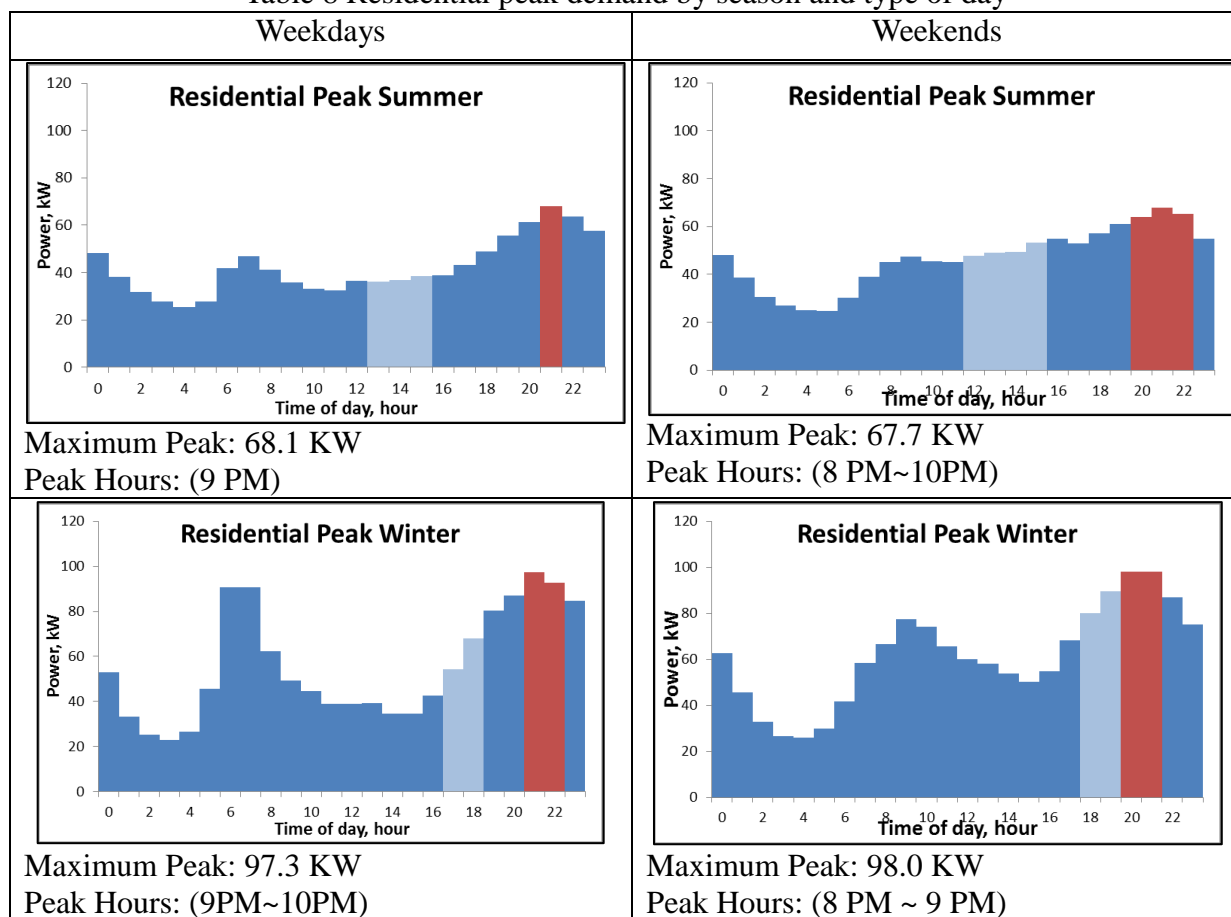 Table 8 Residential peak demand by season and type of day
Weekdays
Weekends
Residential Peak Summer
Power, kW
120
100
80
60
40
20
0
0 2 4 6 8 10 12 14 16 18 20 22
Time of day, hour
Maximum Peak: 68.1 KW
Peak Hours: (9 PM)
Residential Peak Summer
Power, kW
120
100
80
60
40
20
0
0 2 4 6 8 10 12 14 16 18 20 22
Time of day, hour
Maximum Peak: 67.7 KW
Peak Hours: (8 PM~10PM)
Residential Peak Winter
Power, kW
120
100
80
60
40
20
0
0 2 4 6 8 10 12 14 16 18 20 22
Time of day, hour
Maximum Peak: 97.3 KW
Peak Hours: (9PM~10PM)
Residential Peak Winter
Power, kW
120
100
80
60
40
20
0
0 2 4 6 8 10 12 14 16 18 20 22
Time of day, hour
Maximum Peak: 98.0 KW
Peak Hours: (8 PM ~ 9 PM)